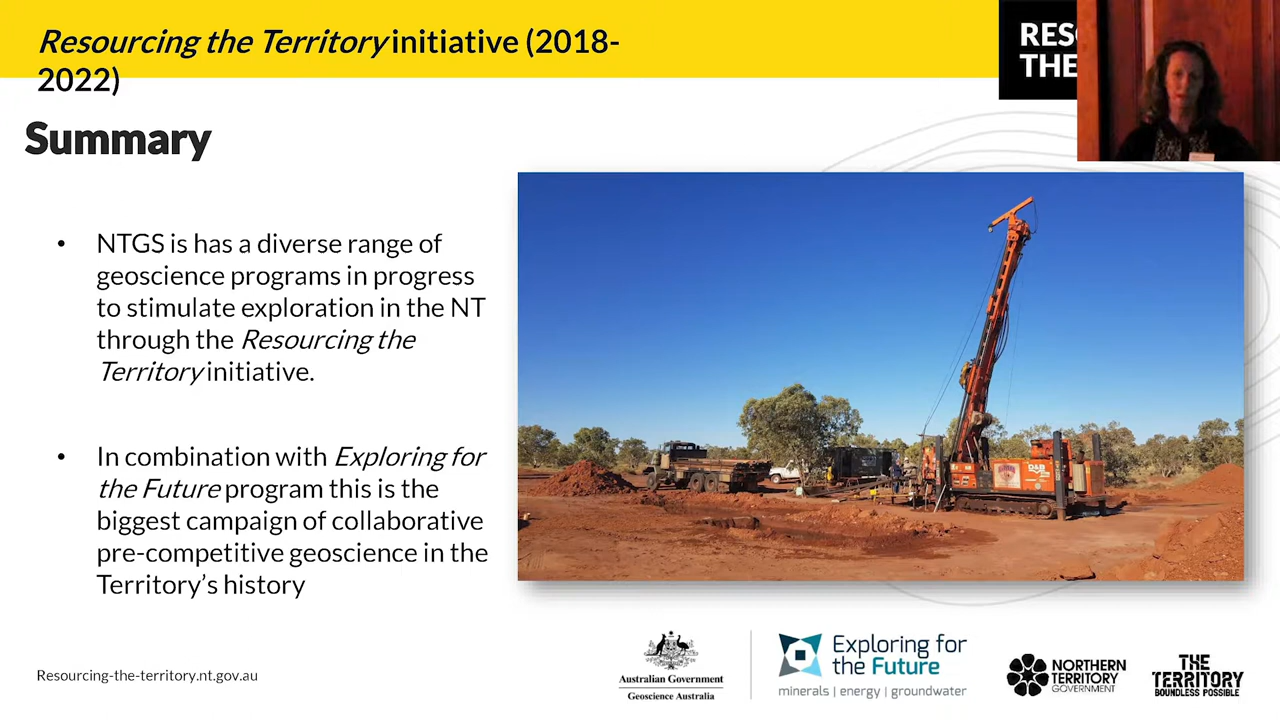 Resourcing the Territory initiative (2018-
2022)
RES
THE
Summary
• NTGS is has a diverse range of
geoscience programs in progress
to stimulate exploration in the NT
through the Resourcing the
Territory initiative.
• In combination with Exploring for
the Future program this is the
biggest campaign of collaborative
pre-competitive geoscience in the
Territory’s history
Resourcing-the-territory.nt.gov.au
Australian Government
Geoscience Australia
Exploring for
the Future
minerals | energy | groundwater
NORTHERN
TERRITORY
GOVERNMENT
THE
TERRITORY
BOUNDLESS POSSIBLE